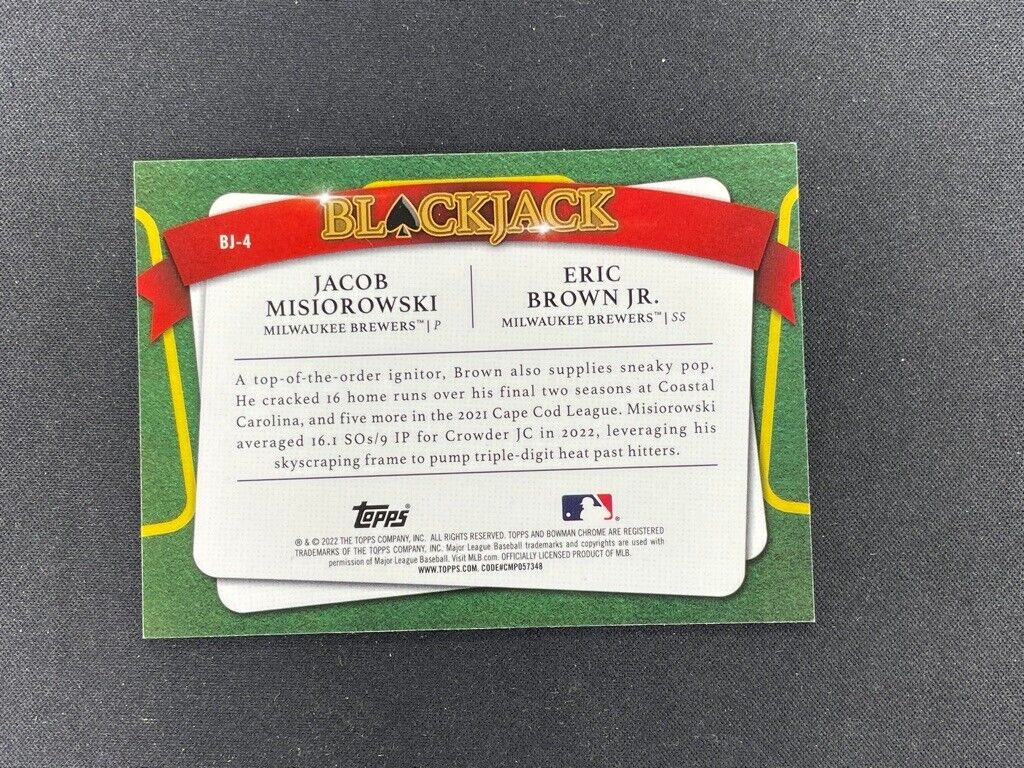 BLACKJACK
BJ-4
JACOB
MISIOROWSKI
MILWAUKEE BREWERS™ | P
ERIC
BROWN JR.
MILWAUKEE BREWERS™ | SS
A top-of-the-order ignitor, Brown also supplies sneaky pop.
He cracked 16 home runs over his final two seasons at Coastal
Carolina, and five more in the 2021 Cape Cod League. Misiorowski
averaged 16.1 SOs/9 IP for Crowder JC in 2022, leveraging his
skyscraping frame to pump triple-digit heat past hitters.
Topps®
® & © 2022 THE TOPPS COMPANY, INC. ALL RIGHTS RESERVED. TOPPS AND BOWMAN CHROME ARE REGISTERED
TRADEMARKS OF THE TOPPS COMPANY, INC. Major League Baseball trademarks and copyrights are used with
permission of Major League Baseball. Visit MLB.com. OFFICIALLY LICENSED PRODUCT OF MLB.
WWW.TOPPS.COM. CODE#CMP057348